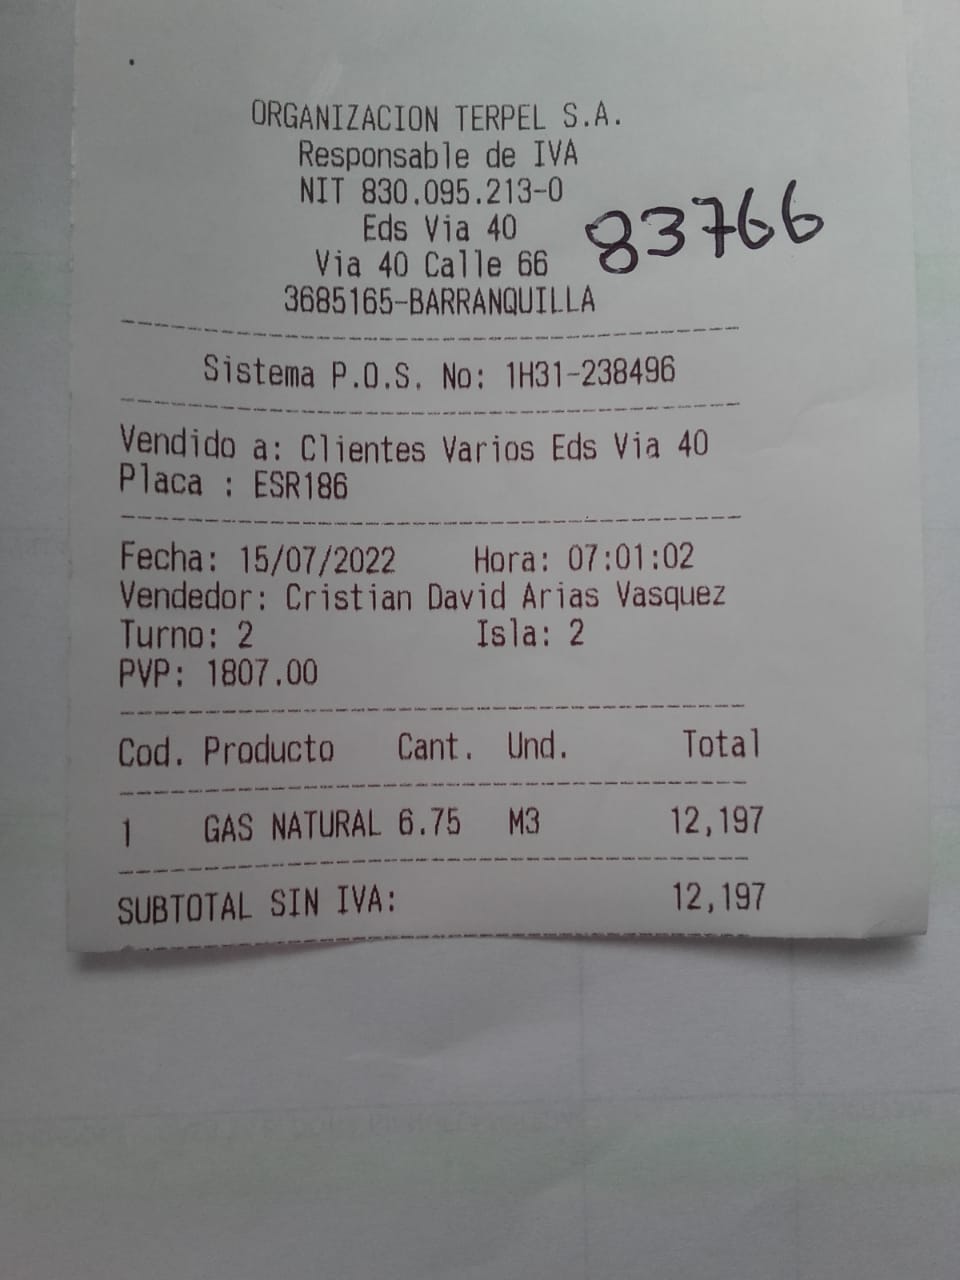 ORGANIZACION TERPEL S.A.
Responsable de IVA
NIT 830.095.213-0
Eds Via 40
83766
Via 40 Calle 66
3685165-BARRANQUILLA
Sistema P.O.S. No: 1H31-238496
Vendido a: Clientes Varios Eds Via 40
Placa : ESR186
Fecha: 15/07/2022 Hora: 07:01:02
Vendedor: Cristian David Arias Vasquez
Turno: 2 Isla: 2
PVP: 1807.00
Cod. Producto Cant. Und. Total
1 GAS NATURAL 6.75 M3 12,197
SUBTOTAL SIN IVA: 12,197